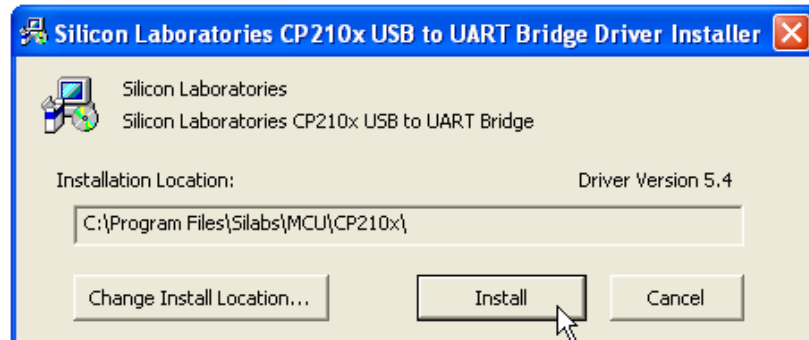 Silicon Laboratories CP210x USB to UART Bridge Driver Installer
Silicon Laboratories
Silicon Laboratories CP210x USB to UART Bridge
Installation Location: Driver Version 5.4
C:\Program Files\Silabs\MCU\CP210x\
Change Install Location... Install Cancel